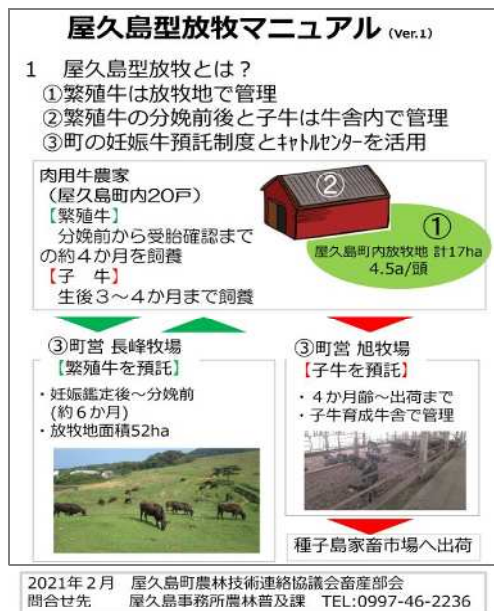 屋久島型放牧マニュアル (Ver.1)
1 屋久島型放牧とは？
①繁殖牛は放牧地で管理
②繁殖牛の分娩前後と子牛は牛舎内で管理
③町の妊娠牛預託制度とキャトルセンターを活用
肉用牛農家
（屋久島町内20戸）
【繁殖牛】
分娩前から受胎確認まで
の約４か月を飼養
【子 牛】
生後３～４か月まで飼養
②
①
屋久島町内放牧地 計17ha
4.5a/頭
③町営 長峰牧場
【繁殖牛を預託】
・妊娠鑑定後～分娩前
(約６か月)
・放牧地面積52ha
③町営 旭牧場
【子牛を預託】
・４か月齢～出荷まで
・子牛育成牛舎で管理
種子島家畜市場へ出荷
2021年２月 屋久島町農林技術連絡協議会畜産部会
問合せ先 屋久島事務所農林普及課 TEL:0997-46-2236